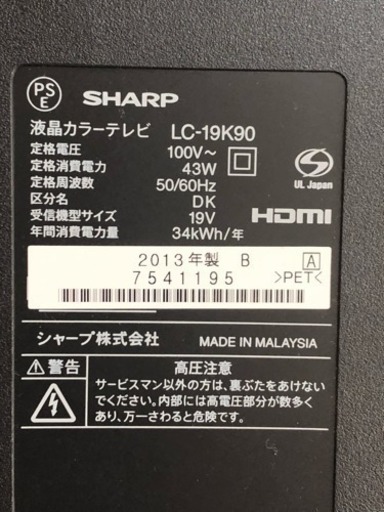 PS
E
SHARP
液晶カラーテレビ LC-19K90
定格電圧 100V～
定格消費電力 43W
定格周波数 50/60Hz
区分名 DK
受信機型サイズ 19V
年間消費電力量 34kWh/年
S
UL Japan
HDMI
2013年製 B A
7541195 >PET<
シャープ株式会社 MADE IN MALAYSIA
警告 高圧注意
サービスマン以外の方は、裏ぶたをあけない
でください。内部には高電圧部分が数多く
あり、万一さわると危険です。